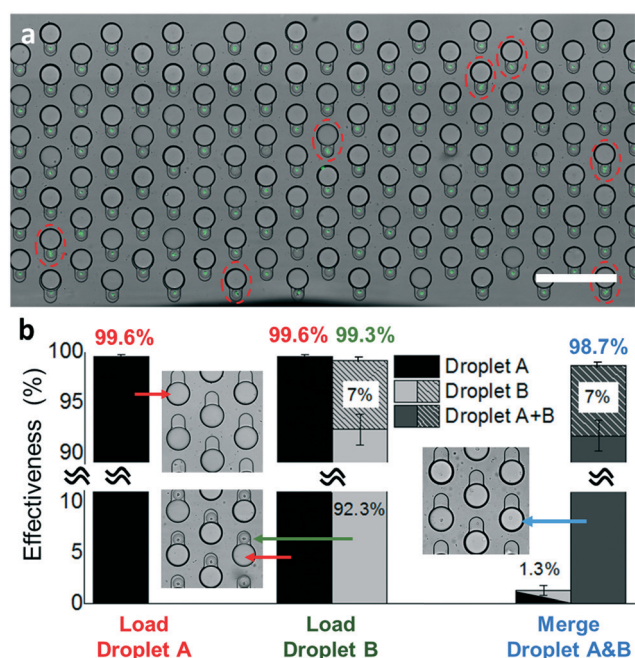 a
b
99.6%
99.6% 99.3%
98.7%
100
95
90
10
5
0
Effectiveness (%)
7%
92.3%
Droplet A
Droplet B
Droplet A+B
7%
1.3%
Load
Droplet A
Load
Droplet B
Merge
Droplet A&B